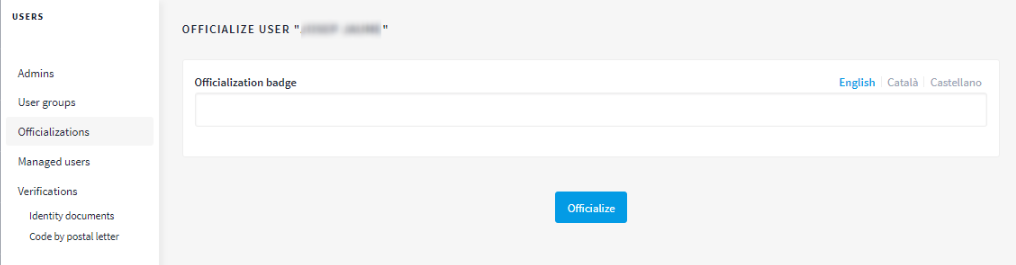 USERS
Admins
User groups
Officializations
Managed users
Verifications
Identity documents
Code by postal letter
OFFICIALIZE USER " "
Officialization badge
English | Català | Castellano
Officialize